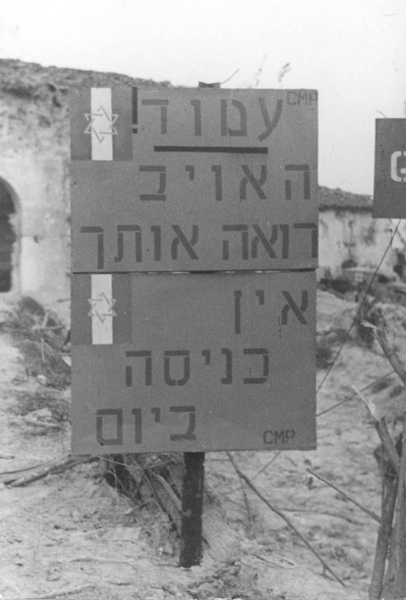 CMP
עמוד!
האויב
רואה אותך
אין
כניסה
ביום
CMP